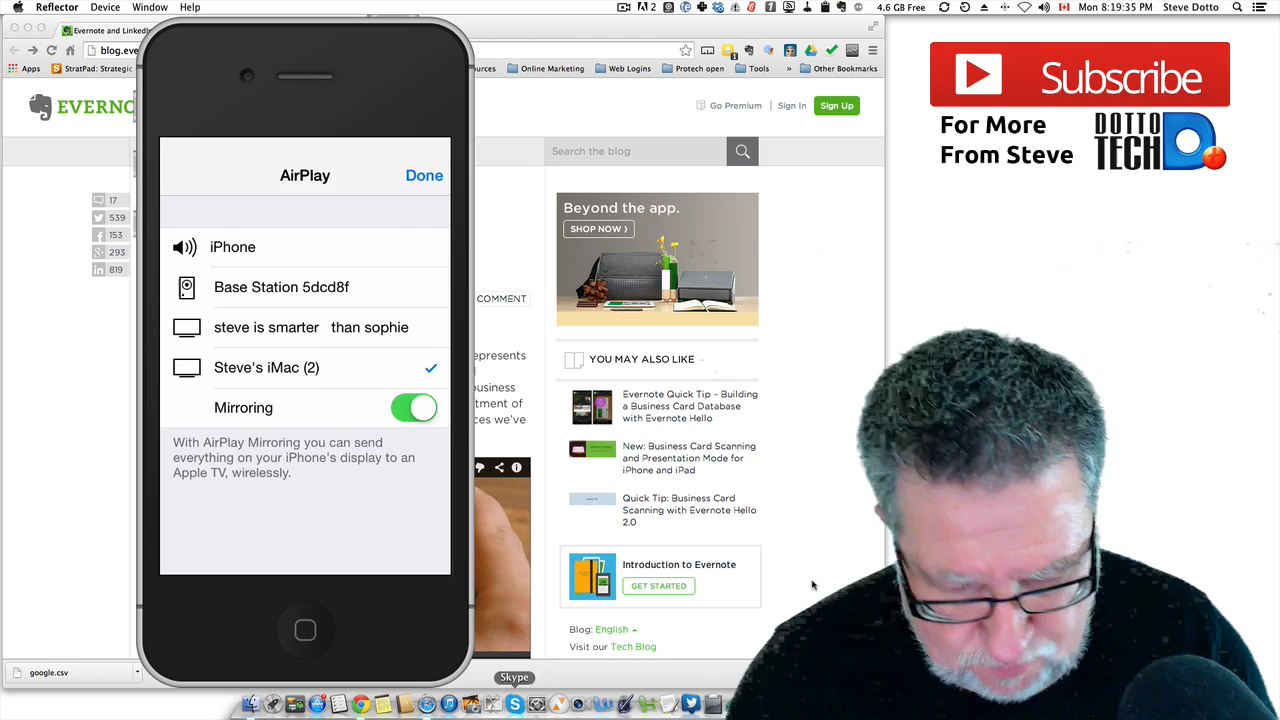 Reflector Device Window Help
2 1 4.6 GB Free Mon 8:19:35 PM Steve Dotto
Evernote and LinkedIn
blog.eve
Apps StratPad: Strategic urces Online Marketing Web Logins Protech open Tools » Other Bookmarks
EVERNO
Go Premium Sign In Sign Up
Search the blog
17
539
153
293
819
COMMENT
epresents
usiness
tment of
ces we've
Beyond the app.
SHOP NOW ›
YOU MAY ALSO LIKE
Evernote Quick Tip – Building
a Business Card Database
with Evernote Hello
New: Business Card Scanning
and Presentation Mode for
iPhone and iPad
Quick Tip: Business Card
Scanning with Evernote Hello
2.0
Introduction to Evernote
GET STARTED
Blog: English
Visit our Tech Blog
AirPlay Done
iPhone
Base Station 5dcd8f
steve is smarter than sophie
Steve's iMac (2)
Mirroring
With AirPlay Mirroring you can send
everything on your iPhone's display to an
Apple TV, wirelessly.
google.csv
Skype
Subscribe
For More
From Steve
DOTTO
TECH